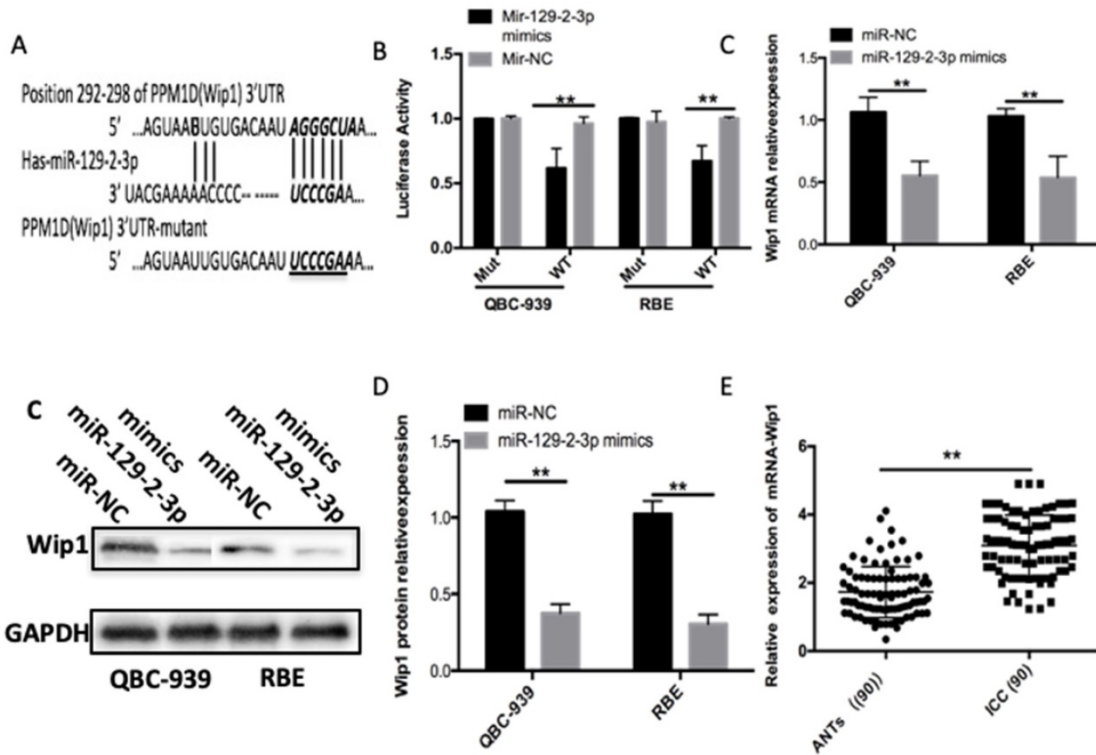 A
Position 292-298 of PPM1D(Wip1) 3'UTR
5' ...AGUAABUGUGACAAU AGGGCUAA...
Has-miR-129-2-3p
3' UACGAAAAACCCC-- ----- UCCCGAA...
PPM1D(Wip1) 3'UTR-mutant
5' ...AGUAAUUGUGACAAU UCCCGAAA...
B
Mir-129-2-3p
mimics
Mir-NC
Luciferase Activity
1.5
1.0
0.5
0.0
**
**
Mut
WT
Mut
WT
QBC-939
RBE
C
miR-NC
miR-129-2-3p mimics
Wip1 mRNA relativeexpeession
1.5
1.0
0.5
0.0
**
**
QBC-939
RBE
C
miR-NC
miR-129-2-3p
mimics
miR-NC
miR-129-2-3p
mimics
Wip1
GAPDH
QBC-939
RBE
D
miR-NC
miR-129-2-3p mimics
Wip1 protein relativeexpeession
1.5
1.0
0.5
0.0
**
**
QBC-939
RBE
E
Relative expression of mRNA-Wip1
6
4
2
0
**
ANTs ((90))
ICC (90)